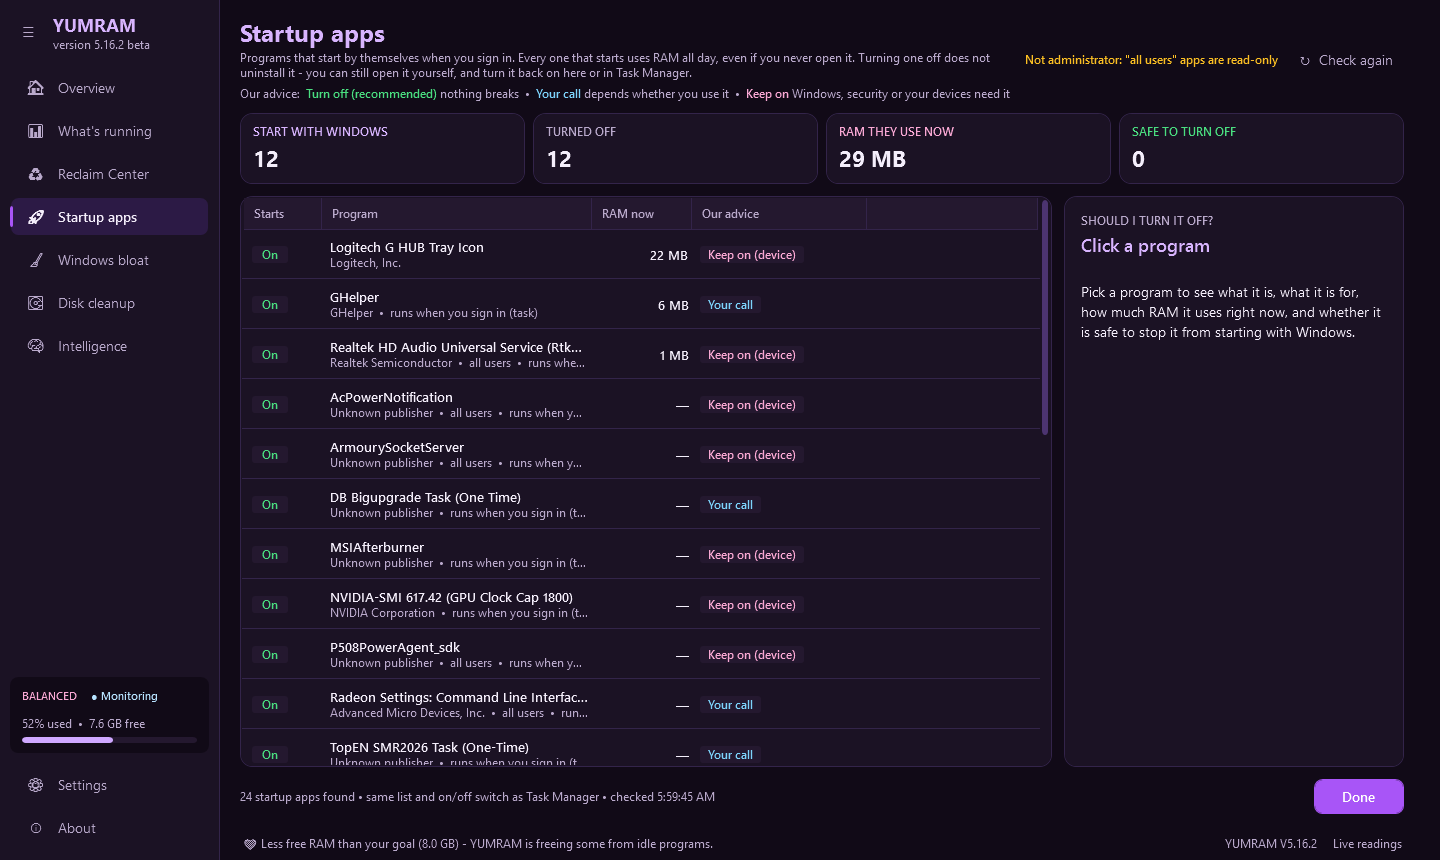 YUMRAM
version 5.16.2 beta
Overview
What's running
Reclaim Center
Startup apps
Windows bloat
Disk cleanup
Intelligence
BALANCED • Monitoring
52% used • 7.6 GB free
Settings
About
Startup apps
Programs that start by themselves when you sign in. Every one that starts uses RAM all day, even if you never open it. Turning one off does not
uninstall it - you can still open it yourself, and turn it back on here or in Task Manager.
Not administrator: "all users" apps are read-only
Check again
Our advice: Turn off (recommended) nothing breaks • Your call depends whether you use it • Keep on Windows, security or your devices need it
START WITH WINDOWS
12
TURNED OFF
12
RAM THEY USE NOW
29 MB
SAFE TO TURN OFF
0
Starts Program RAM now Our advice
On Logitech G HUB Tray Icon 22 MB Keep on (device)
Logitech, Inc.
On GHelper 6 MB Your call
GHelper • runs when you sign in (task)
On Realtek HD Audio Universal Service (Rtk... 1 MB Keep on (device)
Realtek Semiconductor • all users • runs whe...
On AcPowerNotification — Keep on (device)
Unknown publisher • all users • runs when y...
On ArmourySocketServer — Keep on (device)
Unknown publisher • all users • runs when y...
On DB Bigupgrade Task (One Time) — Your call
Unknown publisher • runs when you sign in (t...
On MSIAfterburner — Keep on (device)
Unknown publisher • runs when you sign in (t...
On NVIDIA-SMI 617.42 (GPU Clock Cap 1800) — Keep on (device)
NVIDIA Corporation • runs when you sign in (t...
On P508PowerAgent_sdk — Keep on (device)
Unknown publisher • all users • runs when y...
On Radeon Settings: Command Line Interfac... — Your call
Advanced Micro Devices, Inc. • all users • run...
On TopEN SMR2026 Task (One-Time) — Your call
Unknown publisher • runs when you sign in (t...
SHOULD I TURN IT OFF?
Click a program
Pick a program to see what it is, what it is for,
how much RAM it uses right now, and whether it
is safe to stop it from starting with Windows.
24 startup apps found • same list and on/off switch as Task Manager • checked 5:59:45 AM
Done
Less free RAM than your goal (8.0 GB) - YUMRAM is freeing some from idle programs.
YUMRAM V5.16.2 Live readings